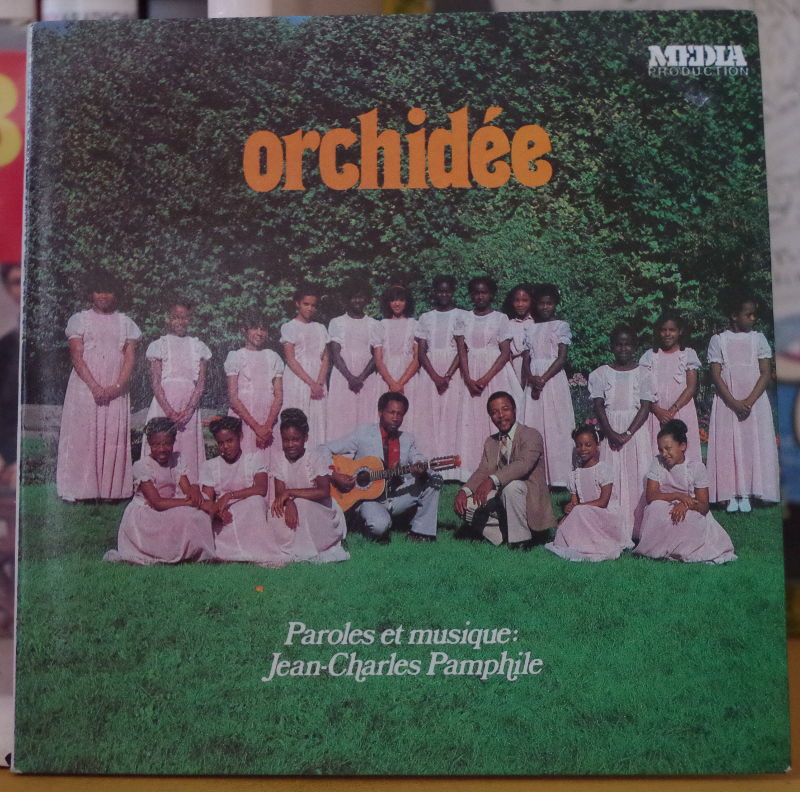 MEDIA
PRODUCTION
orchidée
Paroles et musique:
Jean-Charles Pamphile